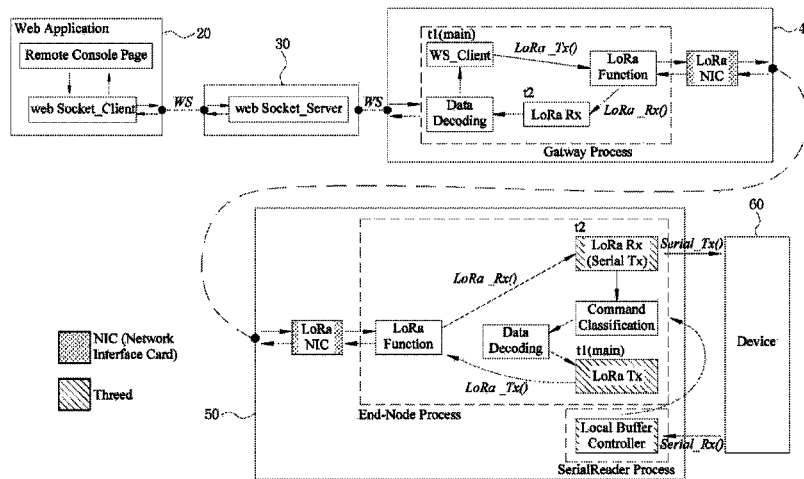 Web Application
20
Remote Console Page
web Socket_Client
WS
30
web Socket_Server
WS
4
t1(main)
WS_Client
LoRa_Tx()
LoRa
Function
LoRa
NIC
t2
Data
Decoding
LoRa Rx
LoRa_Rx()
Gatway Process
60
t2
LoRa Rx
(Serial Tx)
Serial_Tx()
LoRa_Rx()
LoRa
NIC
LoRa
Function
Command
Classification
Data
Decoding
Device
t1(main)
LoRa Tx
LoRa_Tx()
NIC (Network
Interface Card)
Threed
50
End-Node Process
Local Buffer
Controller
Serial_Rx()
SerialReader Process